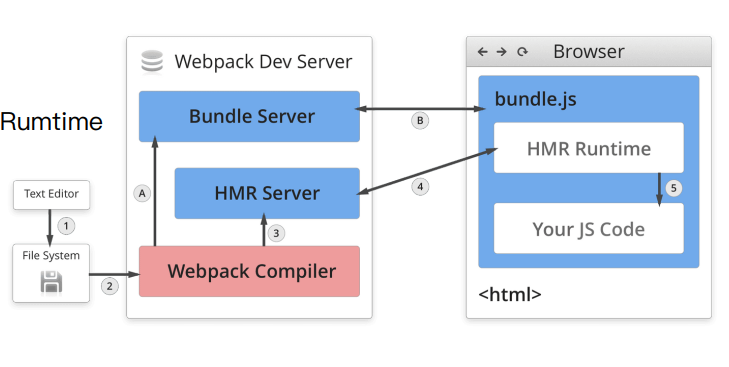 Webpack Dev Server
Browser
Bundle Server
bundle.js
B
Rumtime
HMR Runtime
HMR Server
4
5
Text Editor
A
1
3
Your JS Code
File System
Webpack Compiler
2
<html>